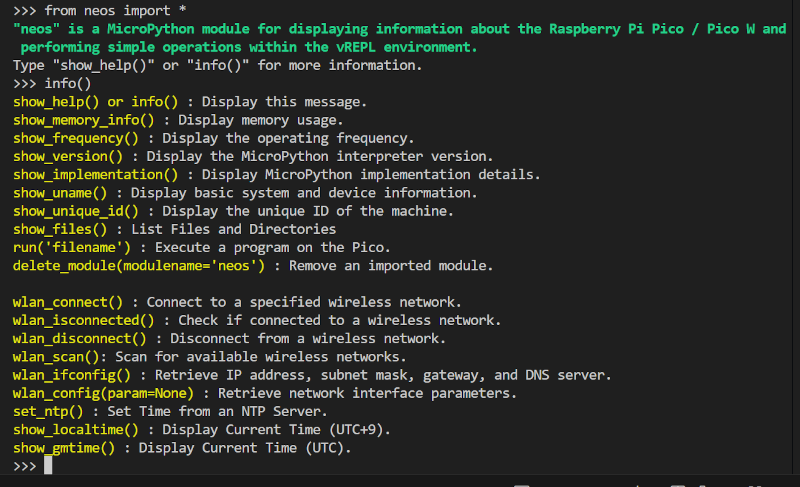 >>> from neos import *
"neos" is a MicroPython module for displaying information about the Raspberry Pi Pico / Pico W and
 performing simple operations within the vREPL environment.
Type "show_help()" or "info()" for more information.
>>> info()
show_help() or info() : Display this message.
show_memory_info() : Display memory usage.
show_frequency() : Display the operating frequency.
show_version() : Display the MicroPython interpreter version.
show_implementation() : Display MicroPython implementation details.
show_uname() : Display basic system and device information.
show_unique_id() : Display the unique ID of the machine.
show_files() : List Files and Directories
run('filename') : Execute a program on the Pico.
delete_module(modulename='neos') : Remove an imported module.

wlan_connect() : Connect to a specified wireless network.
wlan_isconnected() : Check if connected to a wireless network.
wlan_disconnect() : Disconnect from a wireless network.
wlan_scan(): Scan for available wireless networks.
wlan_ifconfig() : Retrieve IP address, subnet mask, gateway, and DNS server.
wlan_config(param=None) : Retrieve network interface parameters.
set_ntp() : Set Time from an NTP Server.
show_localtime() : Display Current Time (UTC+9).
show_gmtime() : Display Current Time (UTC).
>>>